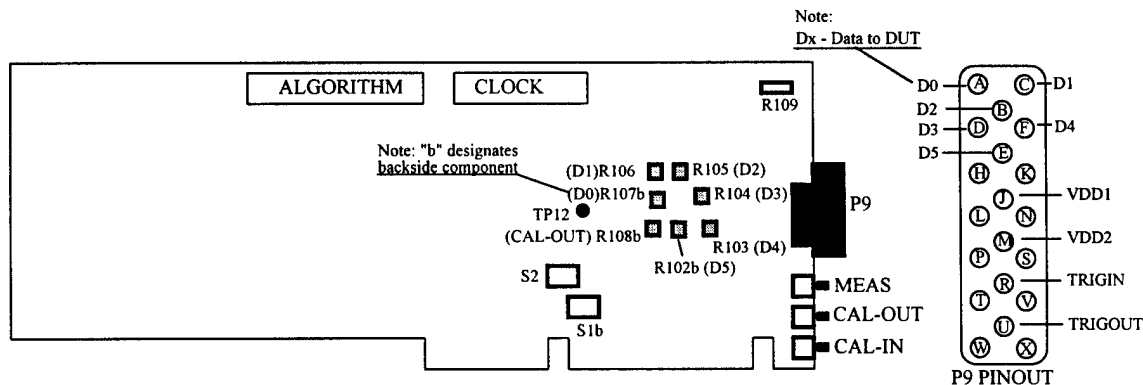 Note:
Dx - Data to DUT
ALGORITHM
CLOCK
R109
Note: "b" designates
backside component
(D1)R106
R105 (D2)
(D0)R107b
R104 (D3)
TP12
(CAL-OUT) R108b
R103 (D4)
R102b (D5)
P9
S2
S1b
MEAS
CAL-OUT
CAL-IN
D0 A C D1
D2 B
D3 D F D4
D5 E
H K
J VDD1
L N
M VDD2
P S
R TRIGIN
T V
U TRIGOUT
W X
P9 PINOUT